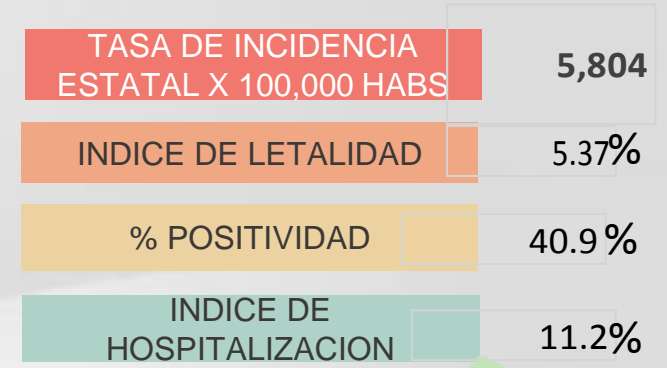 TASA DE INCIDENCIA
ESTATAL X 100,000 HABS
5,804
INDICE DE LETALIDAD
5.37%
% POSITIVIDAD
40.9 %
INDICE DE
HOSPITALIZACION
11.2%